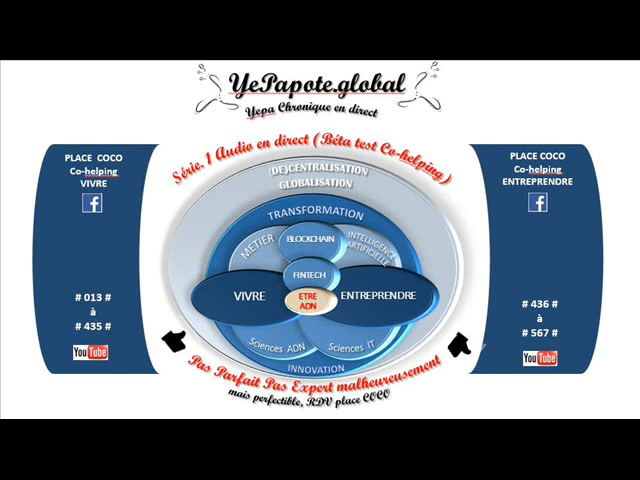 YePapote.global
Yepa Chronique en direct
Série, 1 Audio en direct (Béta test Co-helping)
(DE)CENTRALISATION
GLOBALISATION
TRANSFORMATION
METIER
BLOCKCHAIN
INTELLIGENCE
ARTIFICIELLE
FINTECH
VIVRE
ETRE
ADN
ENTREPRENDRE
Sciences ADN
Sciences IT
INNOVATION
Pas Parfait Pas Expert malheureusement
mais perfectible, RDV place COCO
PLACE COCO
Co-helping
VIVRE
f
# 013 #
à
# 435 #
YouTube
PLACE COCO
Co-helping
ENTREPRENDRE
f
# 436 #
à
# 567 #
YouTube